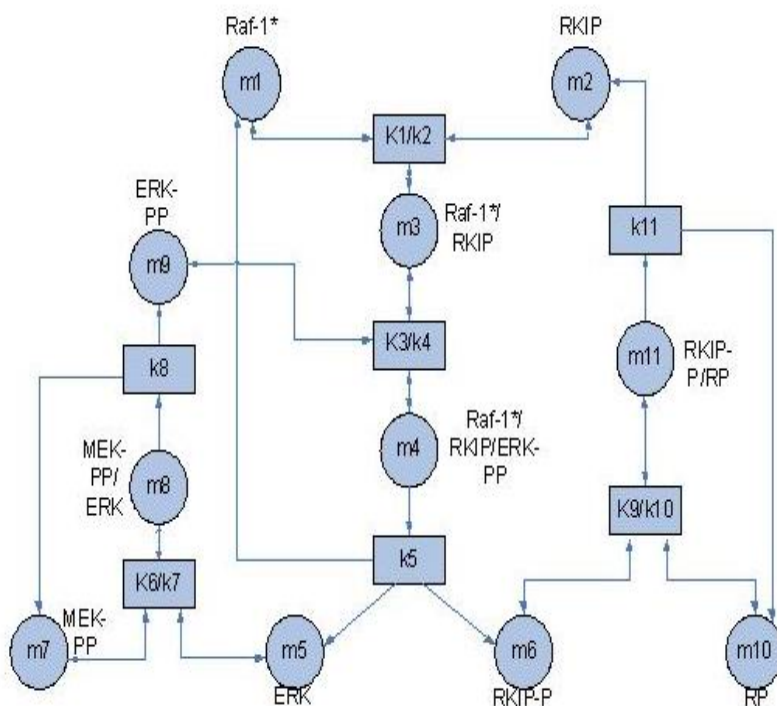 Raf-1*
RKIP
m1
m2
K1/k2
ERK-
PP
m3
Raf-1*/
RKIP
k11
m9
K3/k4
k8
m11
RKIP-
P/RP
MEK-
PP/
ERK
m8
m4
Raf-1*/
RKIP/ERK-
PP
K9/k10
K6/k7
k5
m7
MEK-
PP
m5
m6
m10
ERK
RKIP-P
RP